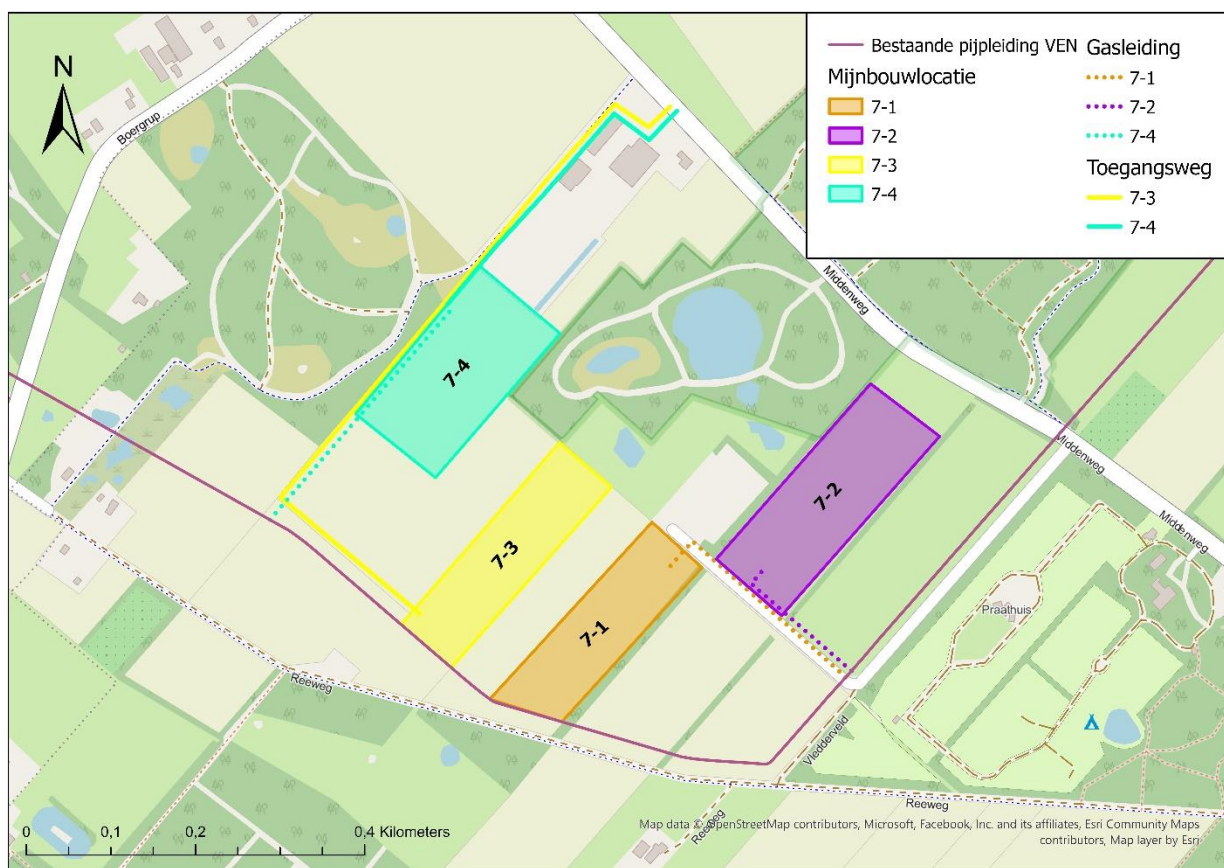 Bestaande pijpleiding VEN
Mijnbouwlocatie
7-1
7-2
7-3
7-4
Gasleiding
7-1
7-2
7-4
Toegangsweg
7-3
7-4
N
Boergrup
Middenweg
7-4
7-2
Middenweg
7-3
Middenweg
Praathuis
7-1
Reeweg
Vledderveld
Reeweg
Reeweg
0 0,1 0,2 0,4 Kilometers
Map data © OpenStreetMap contributors, Microsoft, Facebook, Inc. and its affiliates, Esri Community Maps
contributors, Map layer by Esri